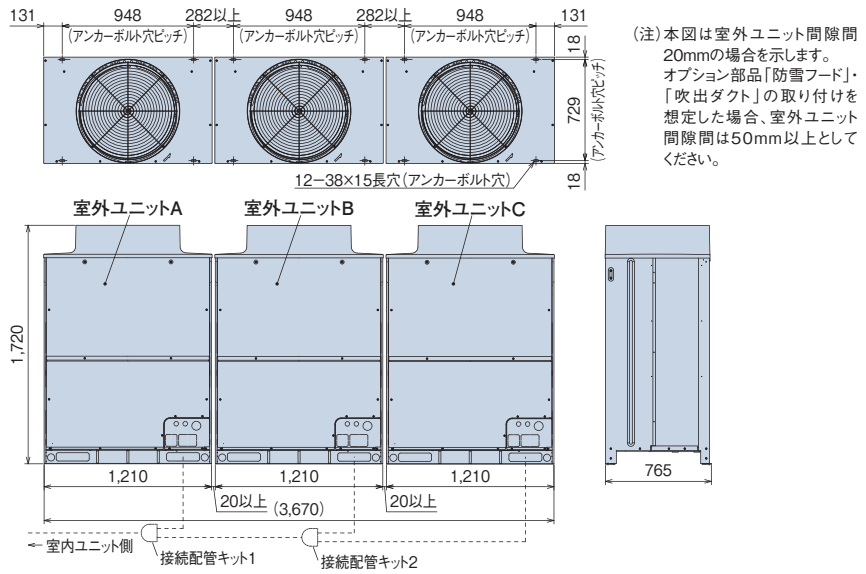 131 948 282以上 948 282以上 948 131
(アンカーボルト穴ピッチ) (アンカーボルト穴ピッチ) (アンカーボルト穴ピッチ)
18
729
(アンカーボルト穴ピッチ)
18
12−38×15長穴(アンカーボルト穴)
(注)本図は室外ユニット間隙間
20mmの場合を示します。
オプション部品「防雪フード」・
「吹出ダクト」の取り付けを
想定した場合、室外ユニット
間隙間は50mm以上として
ください。
室外ユニットA 室外ユニットB 室外ユニットC
1,720
1,210 1,210 1,210 765
20以上 (3,670) 20以上
← 室内ユニット側
接続配管キット1 接続配管キット2